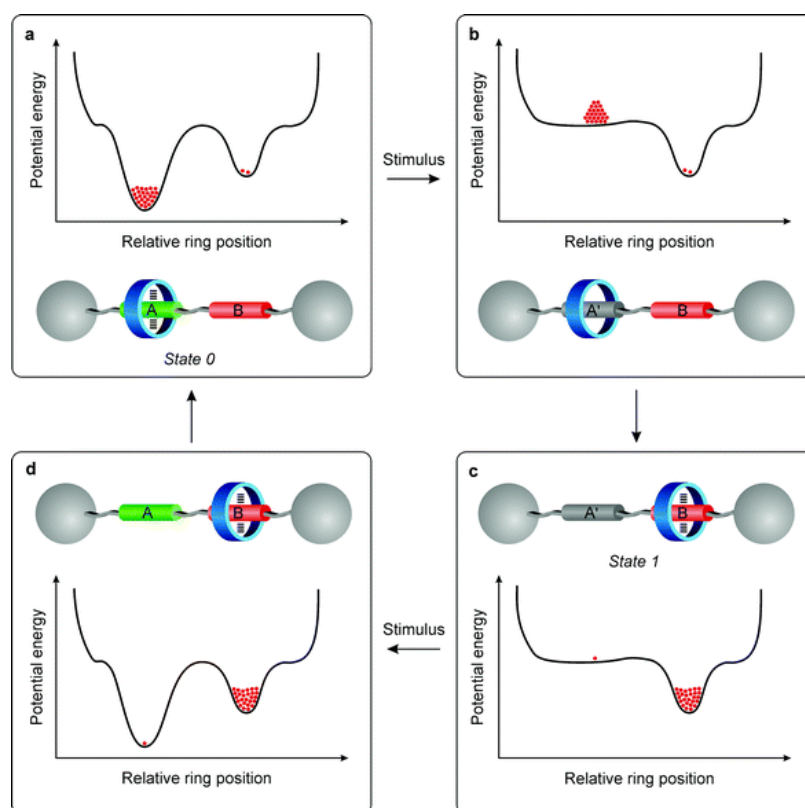 a
Potential energy
Relative ring position
A
B
State 0
Stimulus
b
Potential energy
Relative ring position
A'
B
d
A
B
Potential energy
Relative ring position
Stimulus
c
A'
B
State 1
Potential energy
Relative ring position